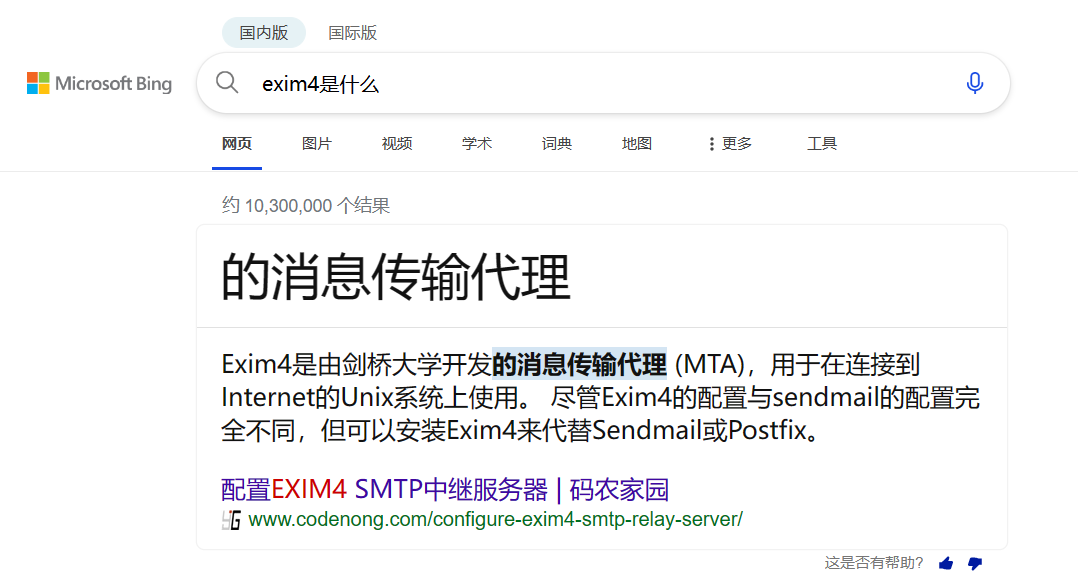 国内版 国际版
Microsoft Bing
exim4是什么
网页 图片 视频 学术 词典 地图 更多 工具
约 10,300,000 个结果
的消息传输代理
Exim4是由剑桥大学开发的消息传输代理 (MTA)，用于在连接到
Internet的Unix系统上使用。 尽管Exim4的配置与sendmail的配置完
全不同，但可以安装Exim4来代替Sendmail或Postfix。
配置EXIM4 SMTP中继服务器 | 码农家园
www.codenong.com/configure-exim4-smtp-relay-server/
这是否有帮助?